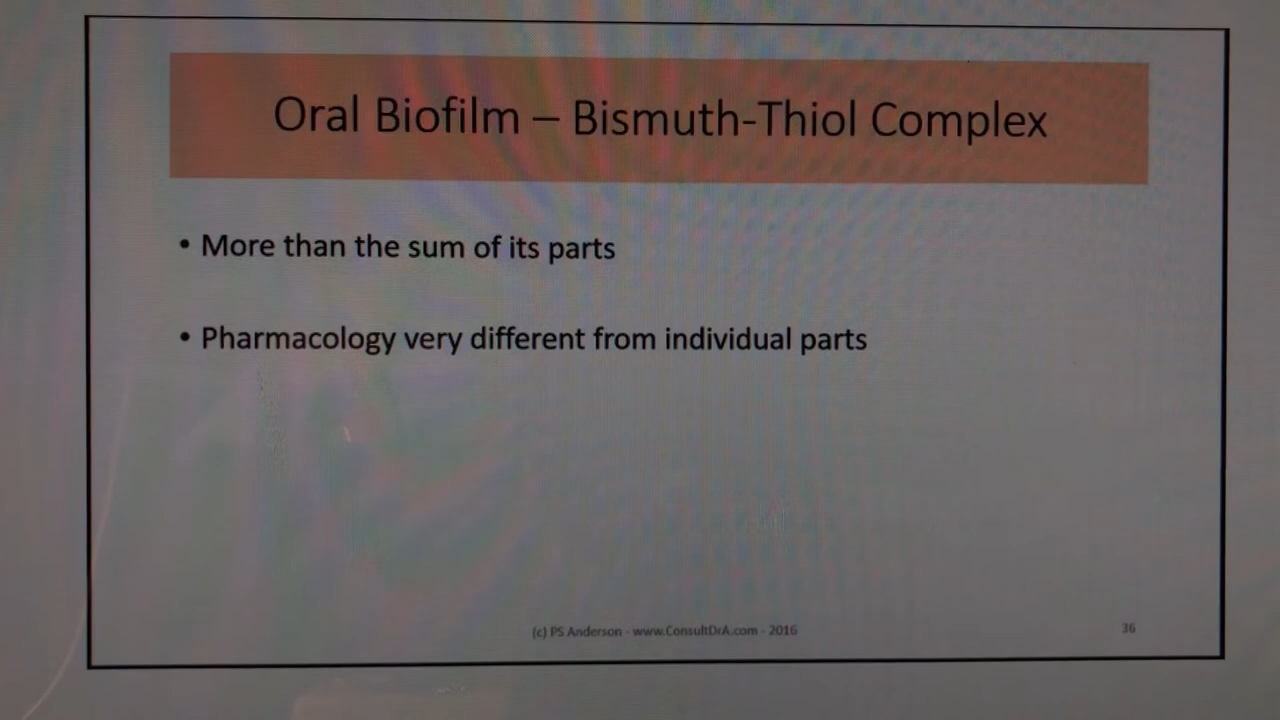 Oral Biofilm – Bismuth-Thiol Complex
• More than the sum of its parts
• Pharmacology very different from individual parts
(c) PS Anderson - www.ConsultDrA.com - 2016
36